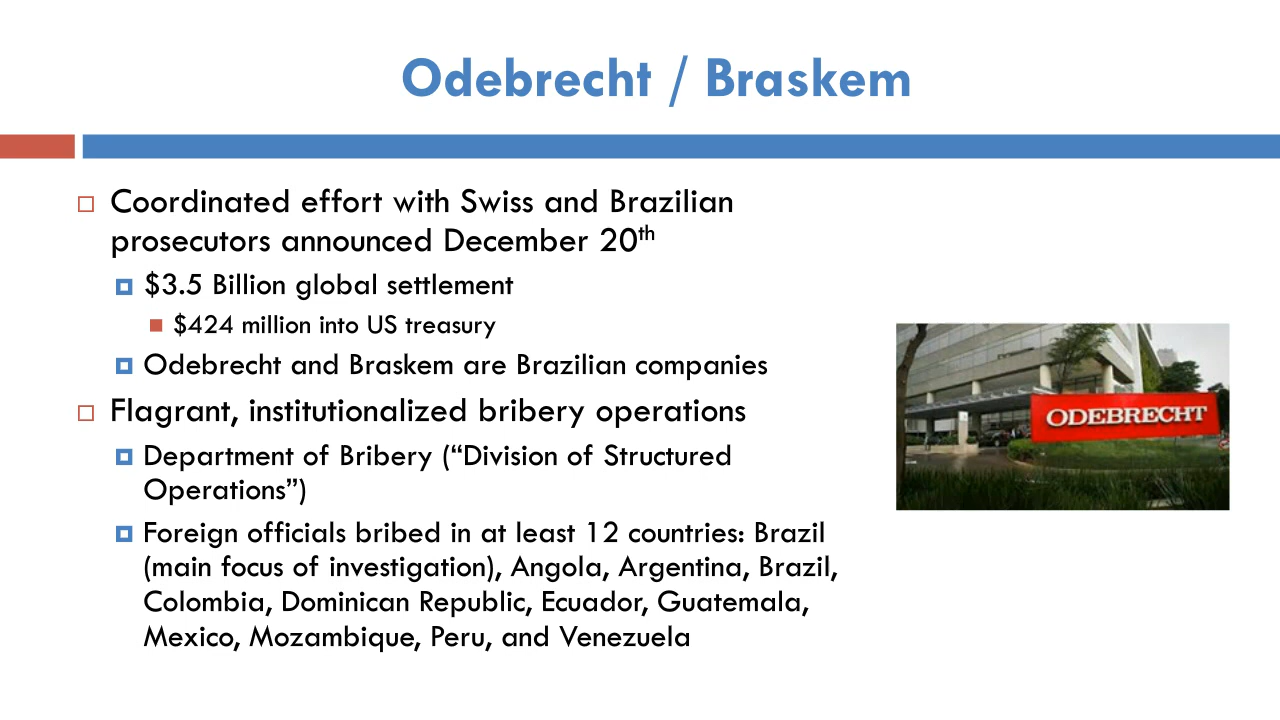 Odebrecht / Braskem
Coordinated effort with Swiss and Brazilian
prosecutors announced December 20th
$3.5 Billion global settlement
$424 million into US treasury
Odebrecht and Braskem are Brazilian companies
Flagrant, institutionalized bribery operations
Department of Bribery (“Division of Structured
Operations”)
Foreign officials bribed in at least 12 countries: Brazil
(main focus of investigation), Angola, Argentina, Brazil,
Colombia, Dominican Republic, Ecuador, Guatemala,
Mexico, Mozambique, Peru, and Venezuela
ODEBRECHT